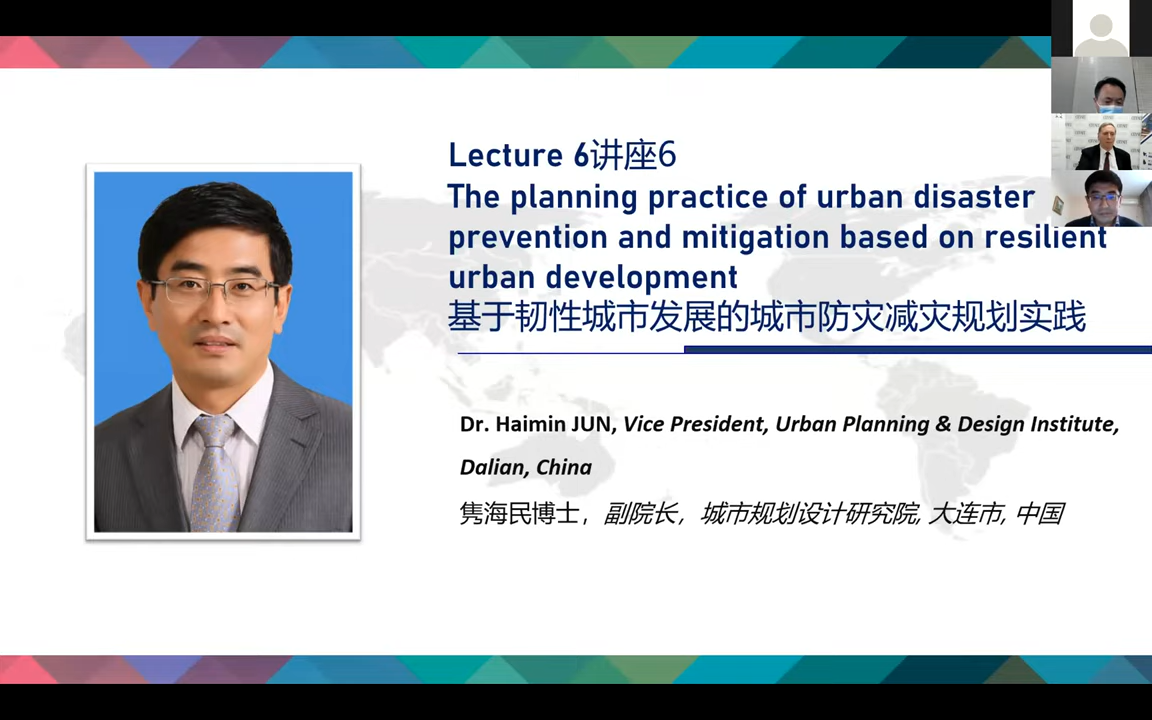 Lecture 6讲座6
The planning practice of urban disaster
prevention and mitigation based on resilient
urban development
基于韧性城市发展的城市防灾减灾规划实践
Dr. Haimin JUN, Vice President, Urban Planning & Design Institute,
Dalian, China
隽海民博士，副院长，城市规划设计研究院, 大连市, 中国